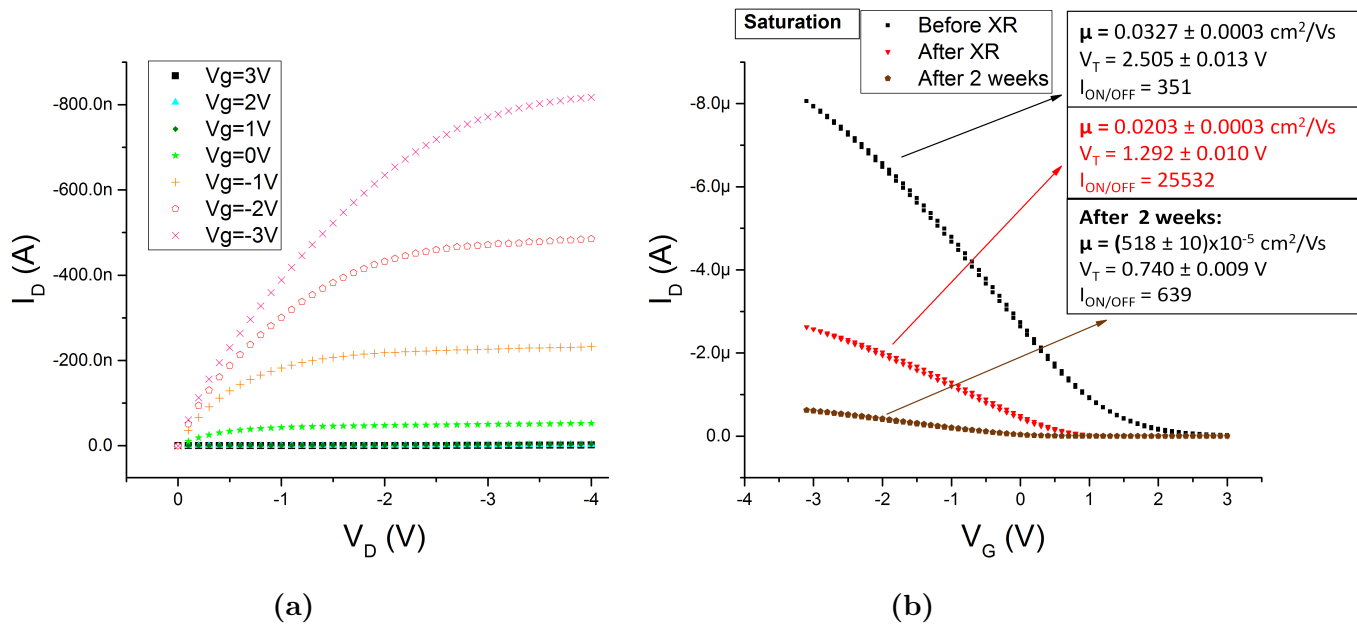 Vg=3V
Vg=2V
Vg=1V
Vg=0V
Vg=-1V
Vg=-2V
Vg=-3V
-800.0n
-600.0n
-400.0n
-200.0n
0.0
I_D (A)
0 -1 -2 -3 -4
V_D (V)
(a)
Saturation
Before XR
After XR
After 2 weeks
μ = 0.0327 ± 0.0003 cm²/Vs
V_T = 2.505 ± 0.013 V
I_ON/OFF = 351
μ = 0.0203 ± 0.0003 cm²/Vs
V_T = 1.292 ± 0.010 V
I_ON/OFF = 25532
After 2 weeks:
μ = (518 ± 10)x10⁻⁵ cm²/Vs
V_T = 0.740 ± 0.009 V
I_ON/OFF = 639
-8.0μ
-6.0μ
-4.0μ
-2.0μ
0.0
I_D (A)
-4 -3 -2 -1 0 1 2 3
V_G (V)
(b)